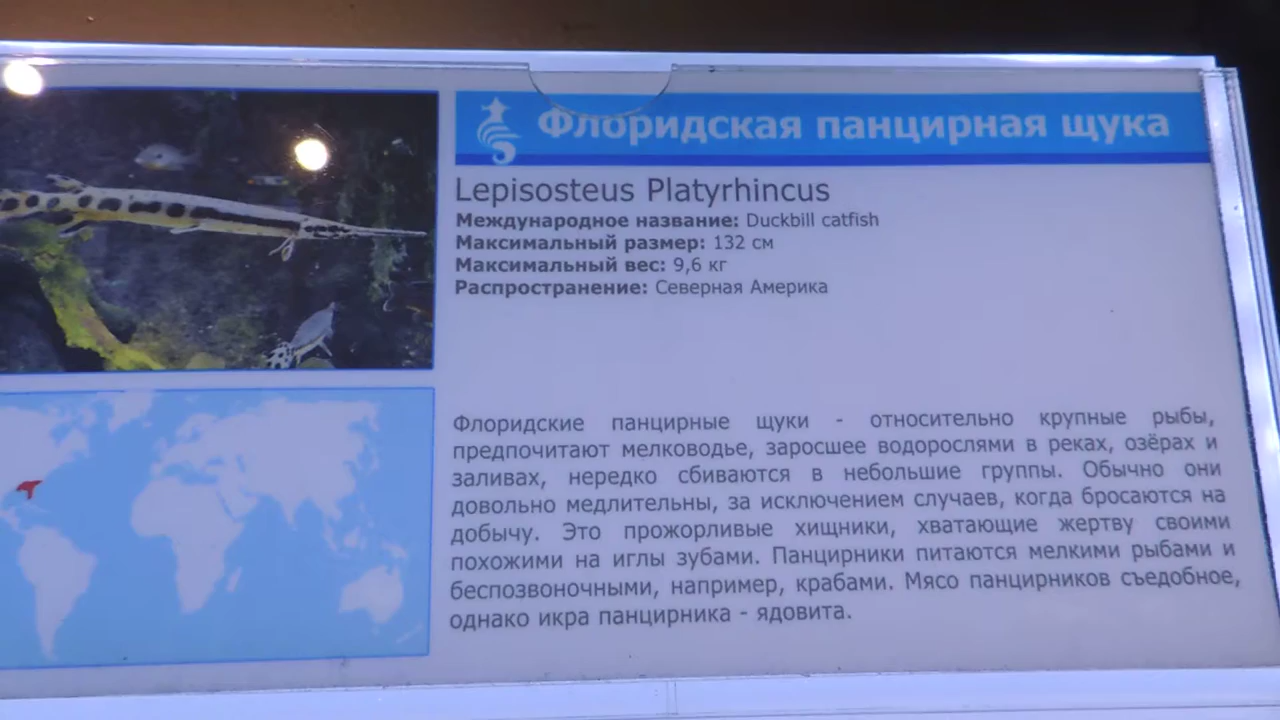 Флоридская панцирная щука
Lepisosteus Platyrhincus
Международное название: Duckbill catfish
Максимальный размер: 132 см
Максимальный вес: 9,6 кг
Распространение: Северная Америка
Флоридские панцирные щуки - относительно крупные рыбы,
предпочитают мелководье, заросшее водорослями в реках, озёрах и
заливах, нередко сбиваются в небольшие группы. Обычно они
довольно медлительны, за исключением случаев, когда бросаются на
добычу. Это прожорливые хищники, хватающие жертву своими
похожими на иглы зубами. Панцирники питаются мелкими рыбами и
беспозвоночными, например, крабами. Мясо панцирников съедобное,
однако икра панцирника - ядовита.